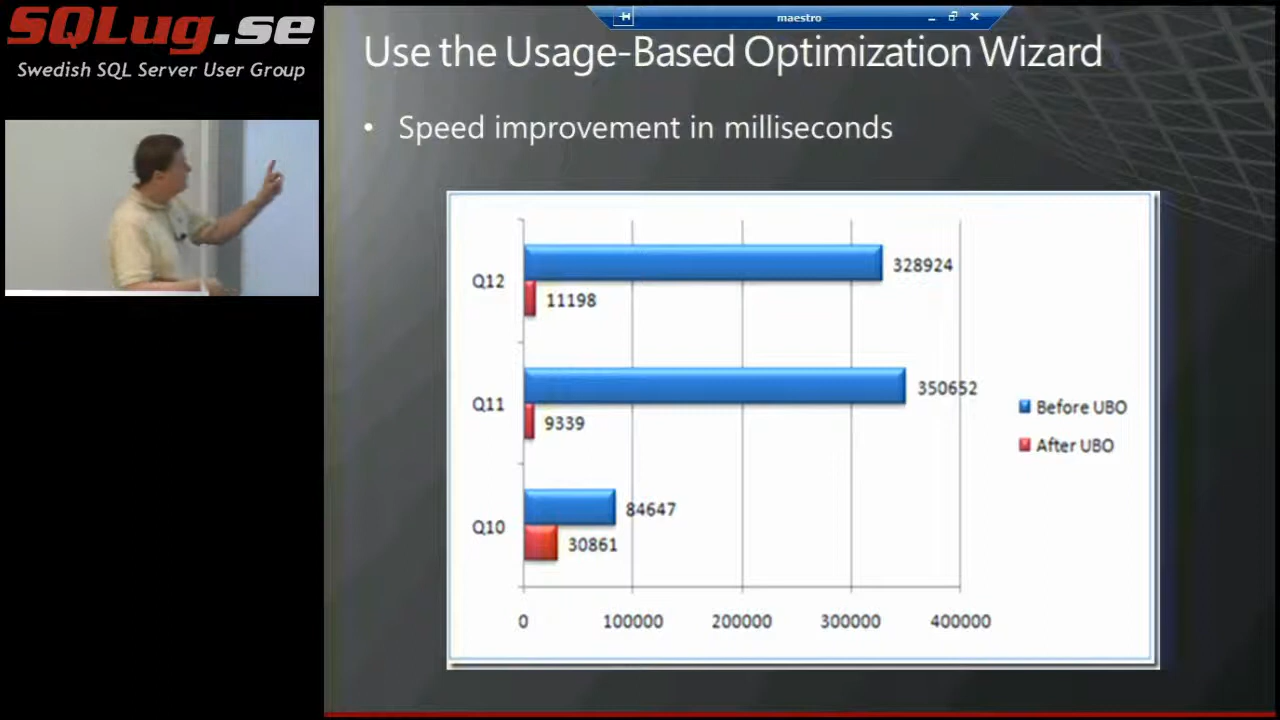 SQLug.se
Swedish SQL Server User Group
maestro
Use the Usage-Based Optimization Wizard
• Speed improvement in milliseconds
Q12
328924
11198
Q11
350652
9339
Before UBO
After UBO
Q10
84647
30861
0 100000 200000 300000 400000